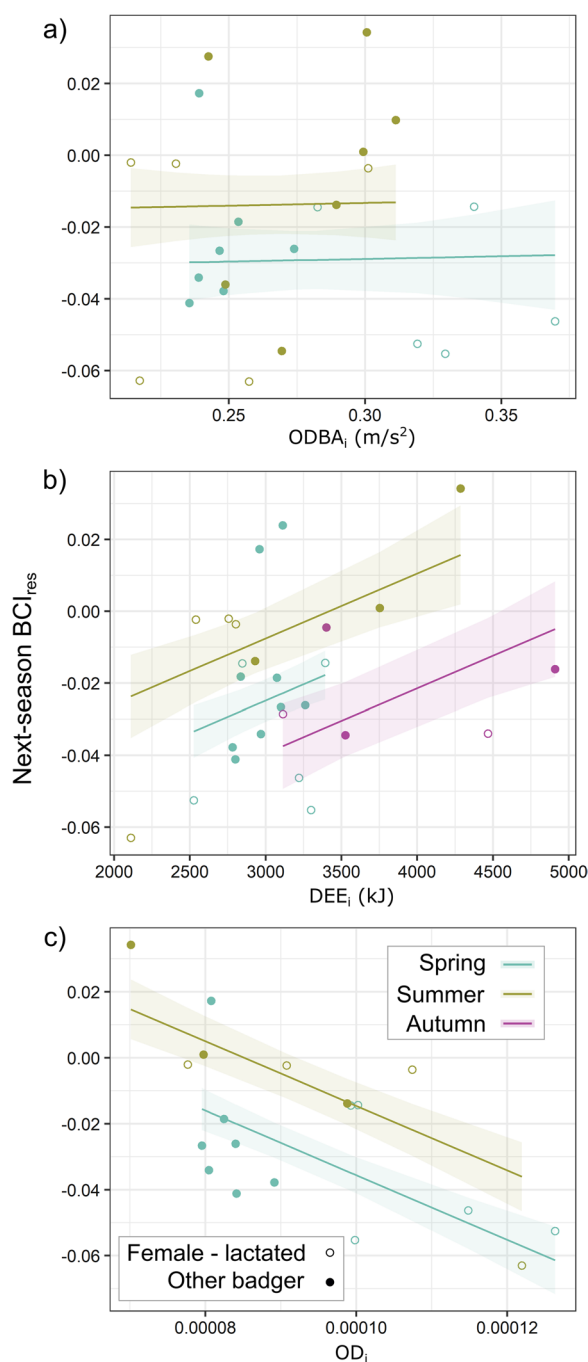 a)
0.02
0.00
-0.02
-0.04
-0.06
0.25 0.30 0.35
ODBAᵢ (m/s²)
b)
Next-season BCI_res
0.02
0.00
-0.02
-0.04
-0.06
2000 2500 3000 3500 4000 4500 5000
DEEᵢ (kJ)
c)
0.02
0.00
-0.02
-0.04
-0.06
Spring
Summer
Autumn
Female - lactated
Other badger
0.00008 0.00010 0.00012
ODᵢ